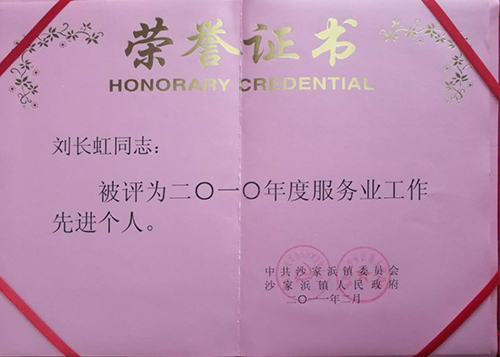 荣誉证书
HONORARY CREDENTIAL
刘长虹同志：
被评为二〇一〇年度服务业工作
先进个人。
中共沙家浜镇委员会
沙家浜镇人民政府
二〇一一年二月